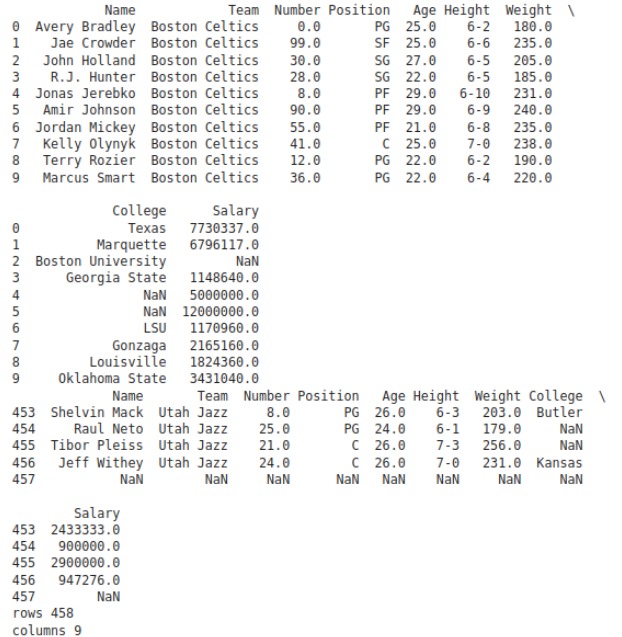 Name            Team  Number Position   Age Height  Weight  \
0  Avery Bradley  Boston Celtics     0.0       PG  25.0    6-2   180.0
1    Jae Crowder  Boston Celtics    99.0       SF  25.0    6-6   235.0
2   John Holland  Boston Celtics    30.0       SG  27.0    6-5   205.0
3    R.J. Hunter  Boston Celtics    28.0       SG  22.0    6-5   185.0
4  Jonas Jerebko  Boston Celtics     8.0       PF  29.0   6-10   231.0
5   Amir Johnson  Boston Celtics    90.0       PF  29.0    6-9   240.0
6  Jordan Mickey  Boston Celtics    55.0       PF  21.0    6-8   235.0
7   Kelly Olynyk  Boston Celtics    41.0        C  25.0    7-0   238.0
8   Terry Rozier  Boston Celtics    12.0       PG  22.0    6-2   190.0
9   Marcus Smart  Boston Celtics    36.0       PG  22.0    6-4   220.0
             College      Salary
0              Texas   7730337.0
1          Marquette   6796117.0
2  Boston University         NaN
3      Georgia State   1148640.0
4                NaN   5000000.0
5                NaN  12000000.0
6                LSU   1170960.0
7            Gonzaga   2165160.0
8         Louisville   1824360.0
9     Oklahoma State   3431040.0
             Name       Team  Number Position   Age Height  Weight College  \
453  Shelvin Mack  Utah Jazz     8.0       PG  26.0    6-3   203.0  Butler
454     Raul Neto  Utah Jazz    25.0       PG  24.0    6-1   179.0     NaN
455  Tibor Pleiss  Utah Jazz    21.0        C  26.0    7-3   256.0     NaN
456   Jeff Withey  Utah Jazz    24.0        C  26.0    7-0   231.0  Kansas
457           NaN        NaN     NaN      NaN   NaN    NaN     NaN     NaN
        Salary
453  2433333.0
454   900000.0
455  2900000.0
456   947276.0
457        NaN
rows 458
columns 9